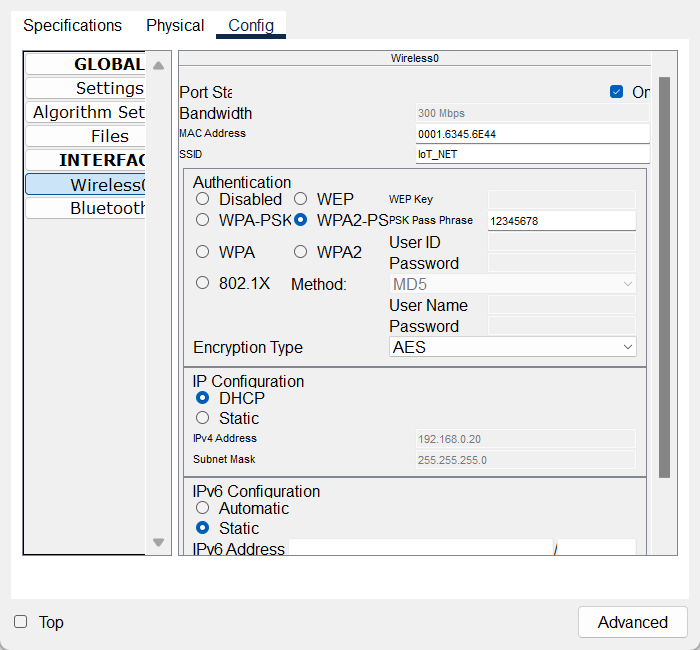 Specifications Physical Config
GLOBAL
Settings
Algorithm Set
Files
INTERFAC
Wireless0
Bluetooth
Wireless0
Port Sta
On
Bandwidth 300 Mbps
MAC Address 0001.6345.6E44
SSID IoT_NET
Authentication
Disabled WEP WEP Key
WPA-PSK WPA2-PS PSK Pass Phrase 12345678
User ID
WPA WPA2 Password
802.1X Method: MD5
User Name
Password
Encryption Type AES
IP Configuration
DHCP
Static
IPv4 Address 192.168.0.20
Subnet Mask 255.255.255.0
IPv6 Configuration
Automatic
Static
IPv6 Address /
Top Advanced